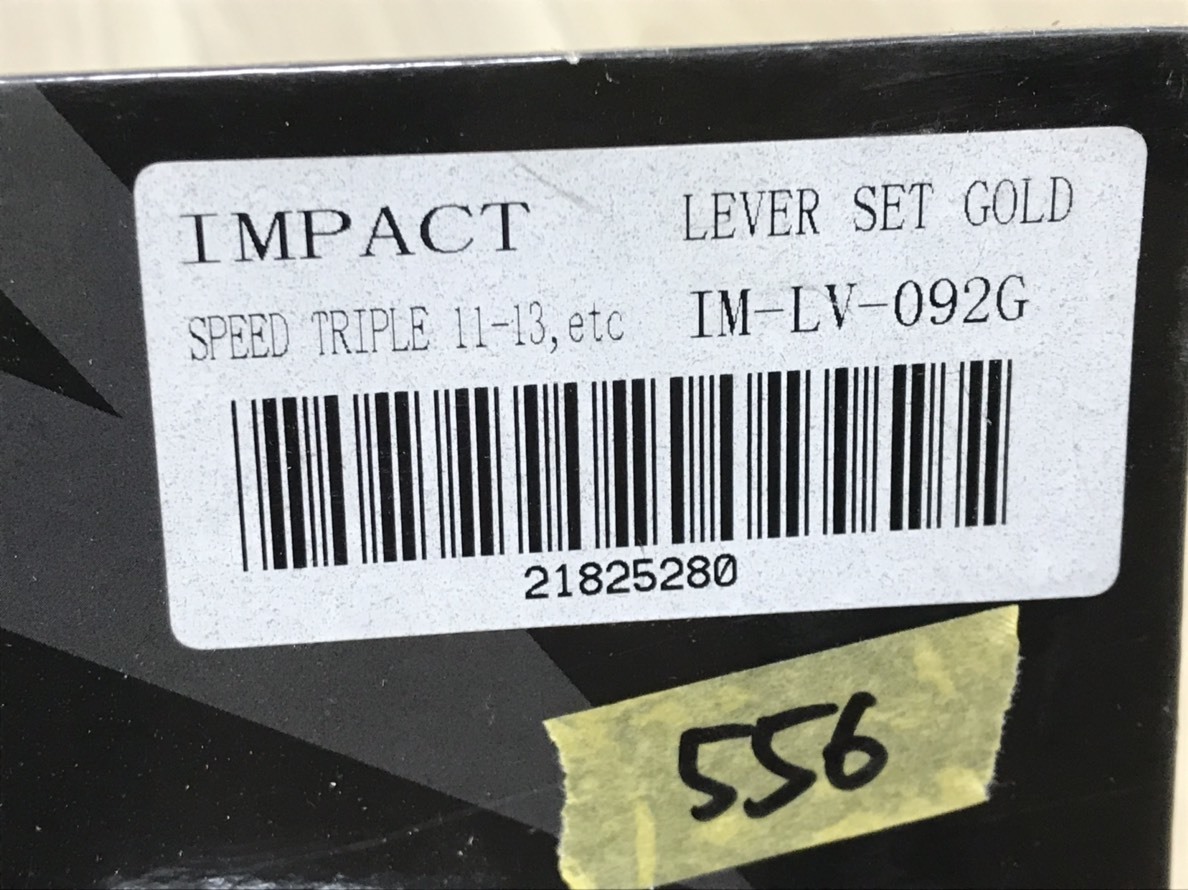 IMPACT LEVER SET GOLD
SPEED TRIPLE 11-13,etc IM-LV-092G
21825280
556